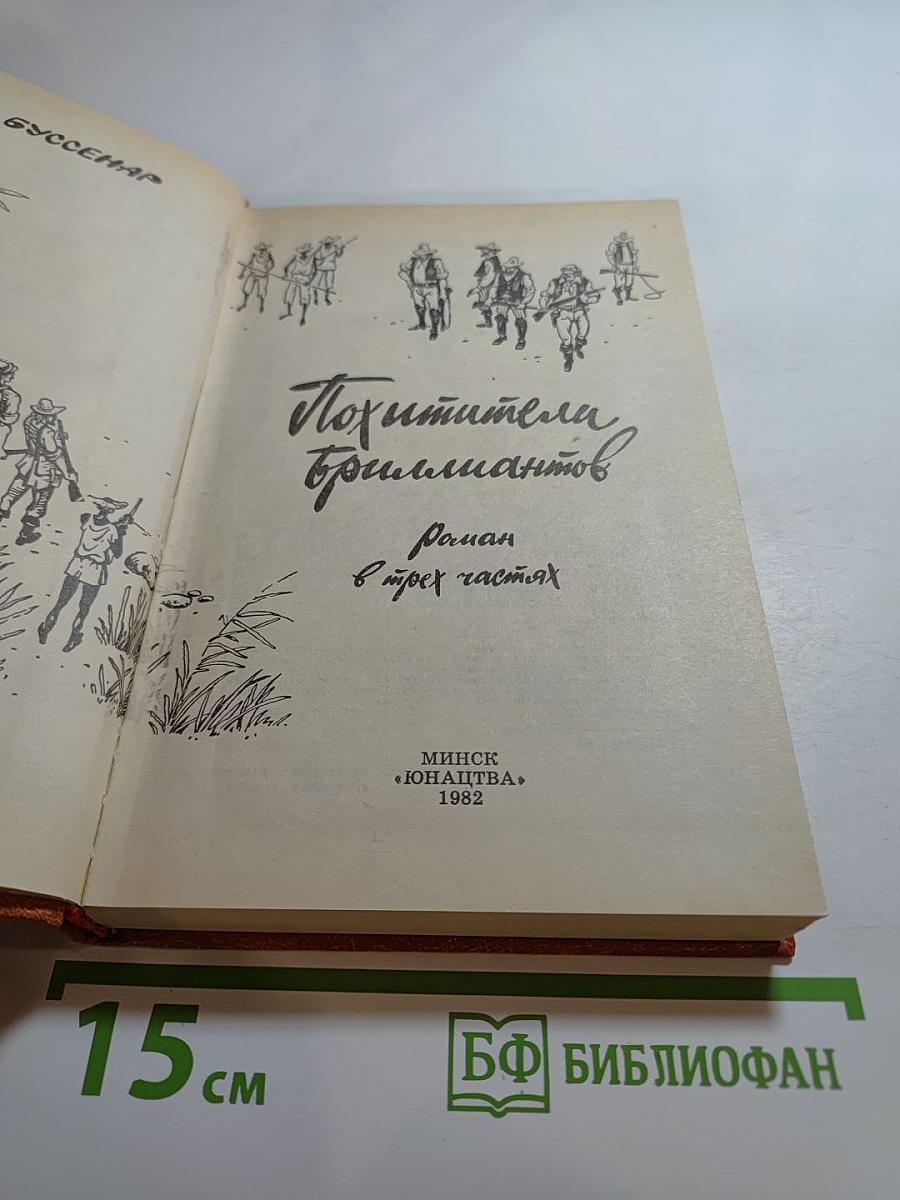 БУССЕНАР
Похитители
бриллиантов
роман
в трех частях
МИНСК
«ЮНАЦТВА»
1982
15 см
БФ БИБЛИОФАН